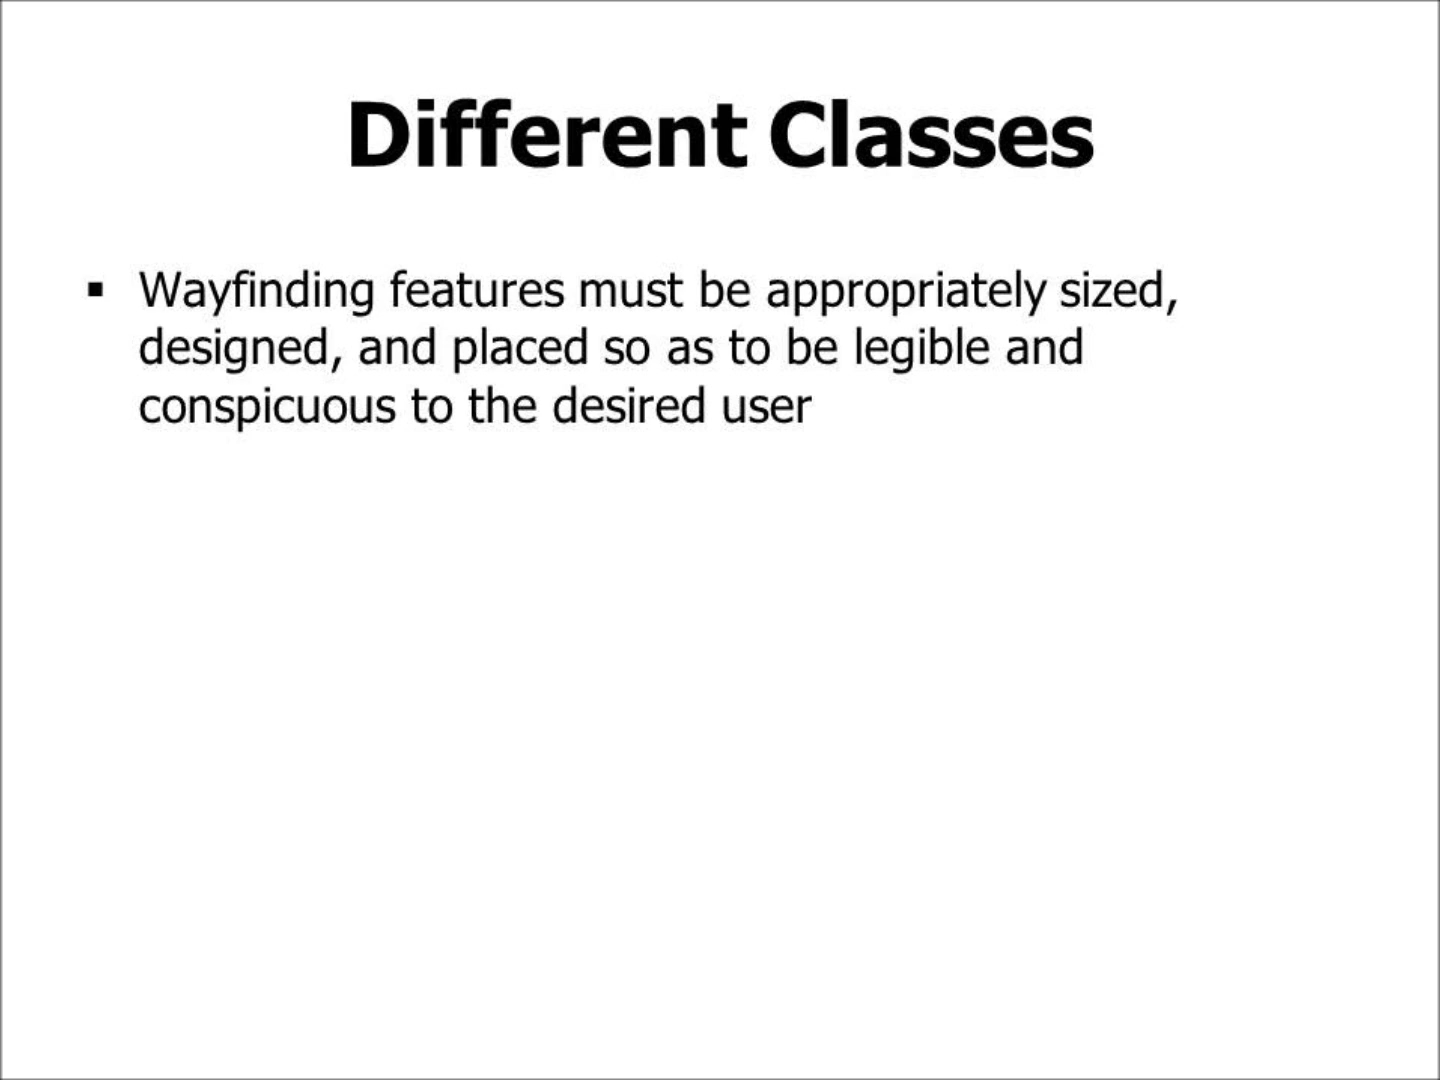 Different Classes
▪ Wayfinding features must be appropriately sized,
designed, and placed so as to be legible and
conspicuous to the desired user